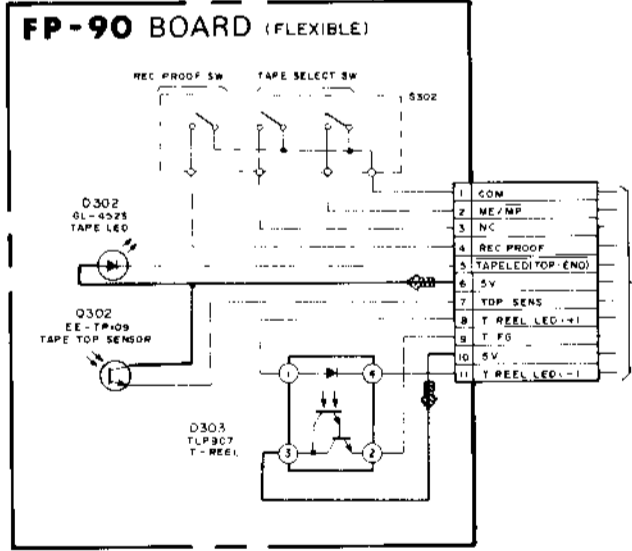 FP-90 BOARD (FLEXIBLE)
REC PROOF SW TAPE SELECT SW
S302
D302
GL-452S
TAPE LED
Q302
EE-TP109
TAPE TOP SENSOR
D303
TLP907
T-REEL
1 4
3 2
1 COM
2 ME/MP
3 NC
4 REC PROOF
5 TAPELED(TOP·END)
6 5V
7 TOP SENS
8 T REEL LED(+)
9 T FG
10 5V
11 T REEL LED(-)